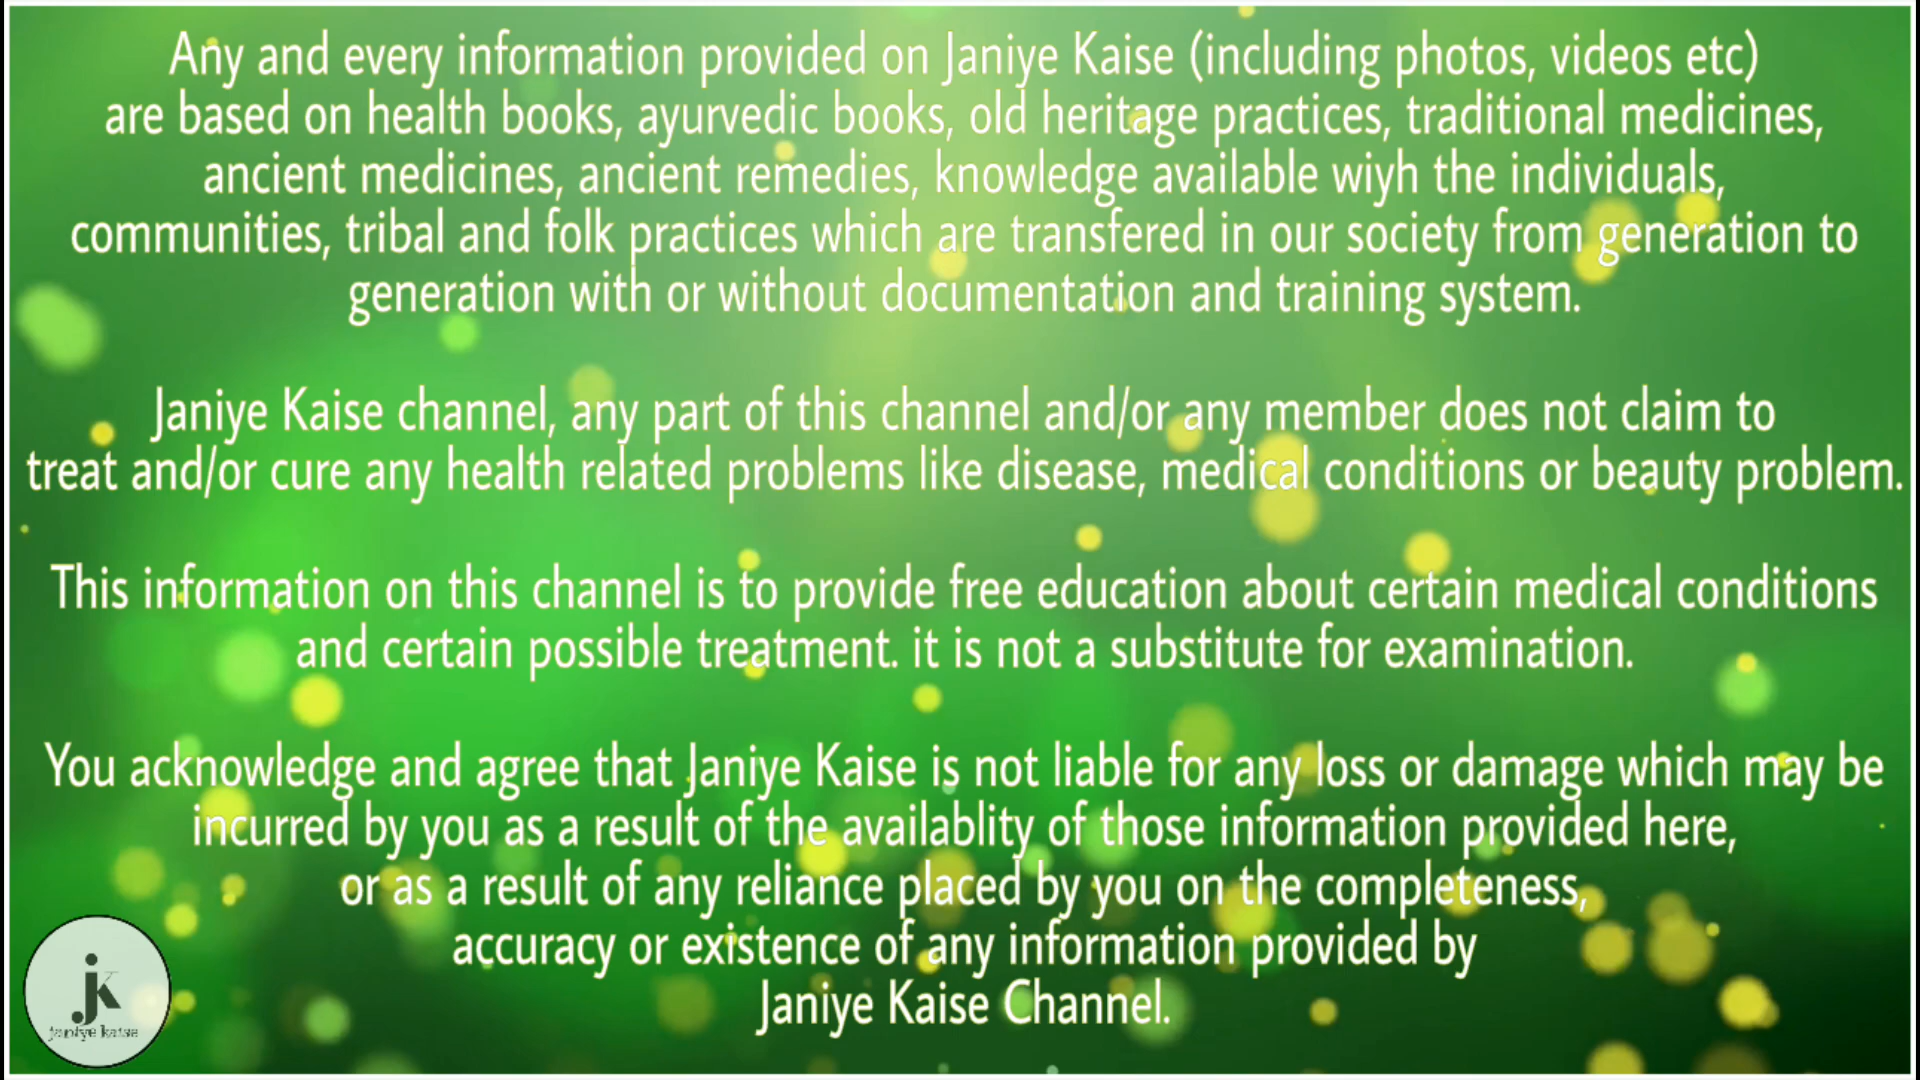 Any and every information provided on Janiye Kaise (including photos, videos etc)
are based on health books, ayurvedic books, old heritage practices, traditional medicines,
ancient medicines, ancient remedies, knowledge available wiyh the individuals,
communities, tribal and folk practices which are transfered in our society from generation to
generation with or without documentation and training system.
Janiye Kaise channel, any part of this channel and/or any member does not claim to
treat and/or cure any health related problems like disease, medical conditions or beauty problem.
This information on this channel is to provide free education about certain medical conditions
and certain possible treatment. it is not a substitute for examination.
You acknowledge and agree that Janiye Kaise is not liable for any loss or damage which may be
incurred by you as a result of the availablity of those information provided here,
or as a result of any reliance placed by you on the completeness,
accuracy or existence of any information provided by
Janiye Kaise Channel.
jk
janiye kaise